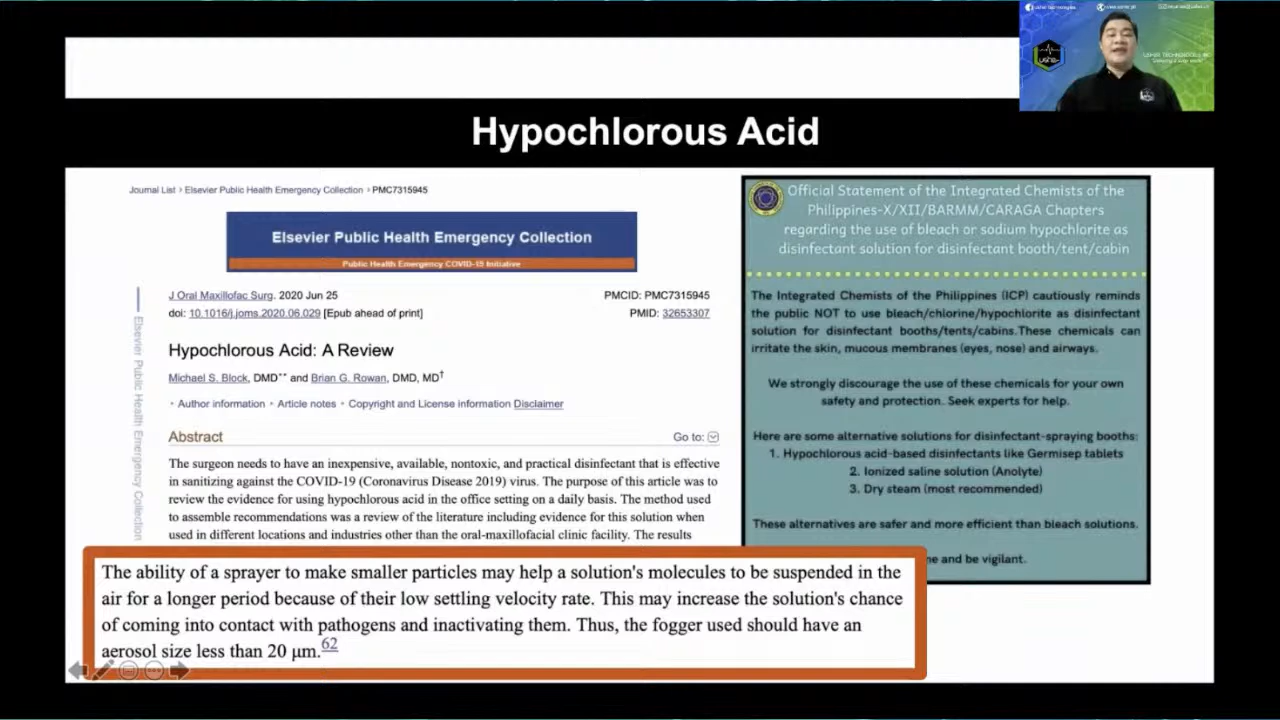 Hypochlorous Acid
Journal List › Elsevier Public Health Emergency Collection › PMC7315945
Elsevier Public Health Emergency Collection
Public Health Emergency COVID-19 Initiative
Elsevier Public Health Emergency Collection
J Oral Maxillofac Surg. 2020 Jun 25
PMCID: PMC7315945
doi: 10.1016/j.joms.2020.06.029 [Epub ahead of print]
PMID: 32653307
Hypochlorous Acid: A Review
Michael S. Block, DMD∗∗ and Brian G. Rowan, DMD, MD†
• Author information • Article notes • Copyright and License information Disclaimer
Abstract
Go to:
The surgeon needs to have an inexpensive, available, nontoxic, and practical disinfectant that is effective
in sanitizing against the COVID-19 (Coronavirus Disease 2019) virus. The purpose of this article was to
review the evidence for using hypochlorous acid in the office setting on a daily basis. The method used
to assemble recommendations was a review of the literature including evidence for this solution when
used in different locations and industries other than the oral-maxillofacial clinic facility. The results
The ability of a sprayer to make smaller particles may help a solution's molecules to be suspended in the
air for a longer period because of their low settling velocity rate. This may increase the solution's chance
of coming into contact with pathogens and inactivating them. Thus, the fogger used should have an
aerosol size less than 20 μm.62
Official Statement of the Integrated Chemists of the
Philippines-X/XII/BARMM/CARAGA Chapters
regarding the use of bleach or sodium hypochlorite as
disinfectant solution for disinfectant booth/tent/cabin
The Integrated Chemists of the Philippines (ICP) cautiously reminds
the public NOT to use bleach/chlorine/hypochlorite as disinfectant
solution for disinfectant booths/tents/cabins.These chemicals can
irritate the skin, mucous membranes (eyes, nose) and airways.
We strongly discourage the use of these chemicals for your own
safety and protection. Seek experts for help.
Here are some alternative solutions for disinfectant-spraying booths:
1. Hypochlorous acid-based disinfectants like Germisep tablets
2. Ionized saline solution (Anolyte)
3. Dry steam (most recommended)
These alternatives are safer and more efficient than bleach solutions.
and be vigilant.